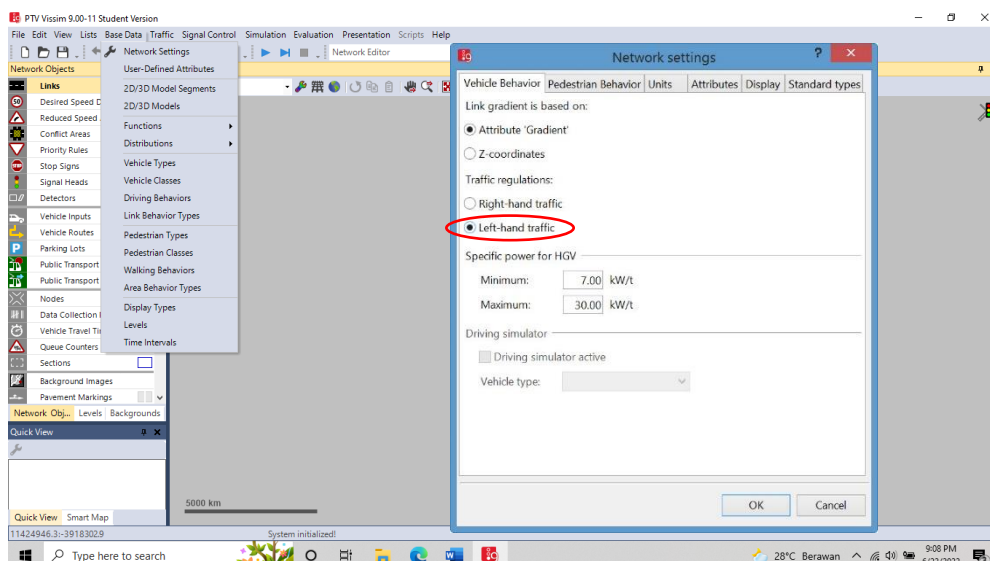 PTV Vissim 9.00-11 Student Version
File Edit View Lists Base Data Traffic Signal Control Simulation Evaluation Presentation Scripts Help
Network Editor
Network Objects
Links
Desired Speed D
Reduced Speed
Conflict Areas
Priority Rules
Stop Signs
Signal Heads
Detectors
Vehicle Inputs
Vehicle Routes
Parking Lots
Public Transport
Public Transport
Nodes
Data Collection
Vehicle Travel Ti
Queue Counters
Sections
Background Images
Pavement Markings
Network Obj... Levels Backgrounds
Quick View
Quick View Smart Map
Network Settings
User-Defined Attributes
2D/3D Model Segments
2D/3D Models
Functions
Distributions
Vehicle Types
Vehicle Classes
Driving Behaviors
Link Behavior Types
Pedestrian Types
Pedestrian Classes
Walking Behaviors
Area Behavior Types
Display Types
Levels
Time Intervals
Network settings
Vehicle Behavior Pedestrian Behavior Units Attributes Display Standard types
Link gradient is based on:
Attribute 'Gradient'
Z-coordinates
Traffic regulations:
Right-hand traffic
Left-hand traffic
Specific power for HGV
Minimum: 7.00 kW/t
Maximum: 30.00 kW/t
Driving simulator
Driving simulator active
Vehicle type:
OK Cancel
5000 km
11424946.3:-3918302.9 System initialized!
Type here to search
28°C Berawan
9:08 PM